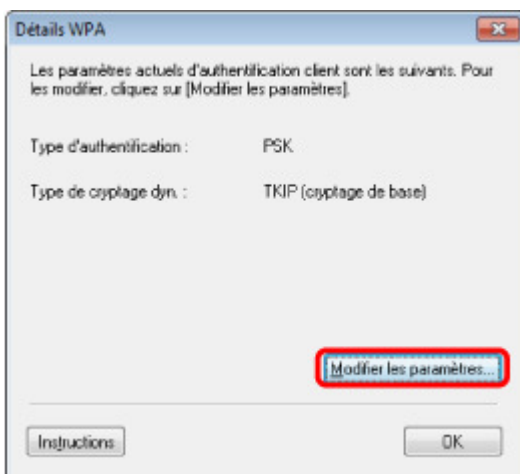 Détails WPA
Les paramètres actuels d'authentification client sont les suivants. Pour
les modifier, cliquez sur [Modifier les paramètres].
Type d'authentification : PSK
Type de cryptage dyn. : TKIP (cryptage de base)
Modifier les paramètres...
Instructions OK